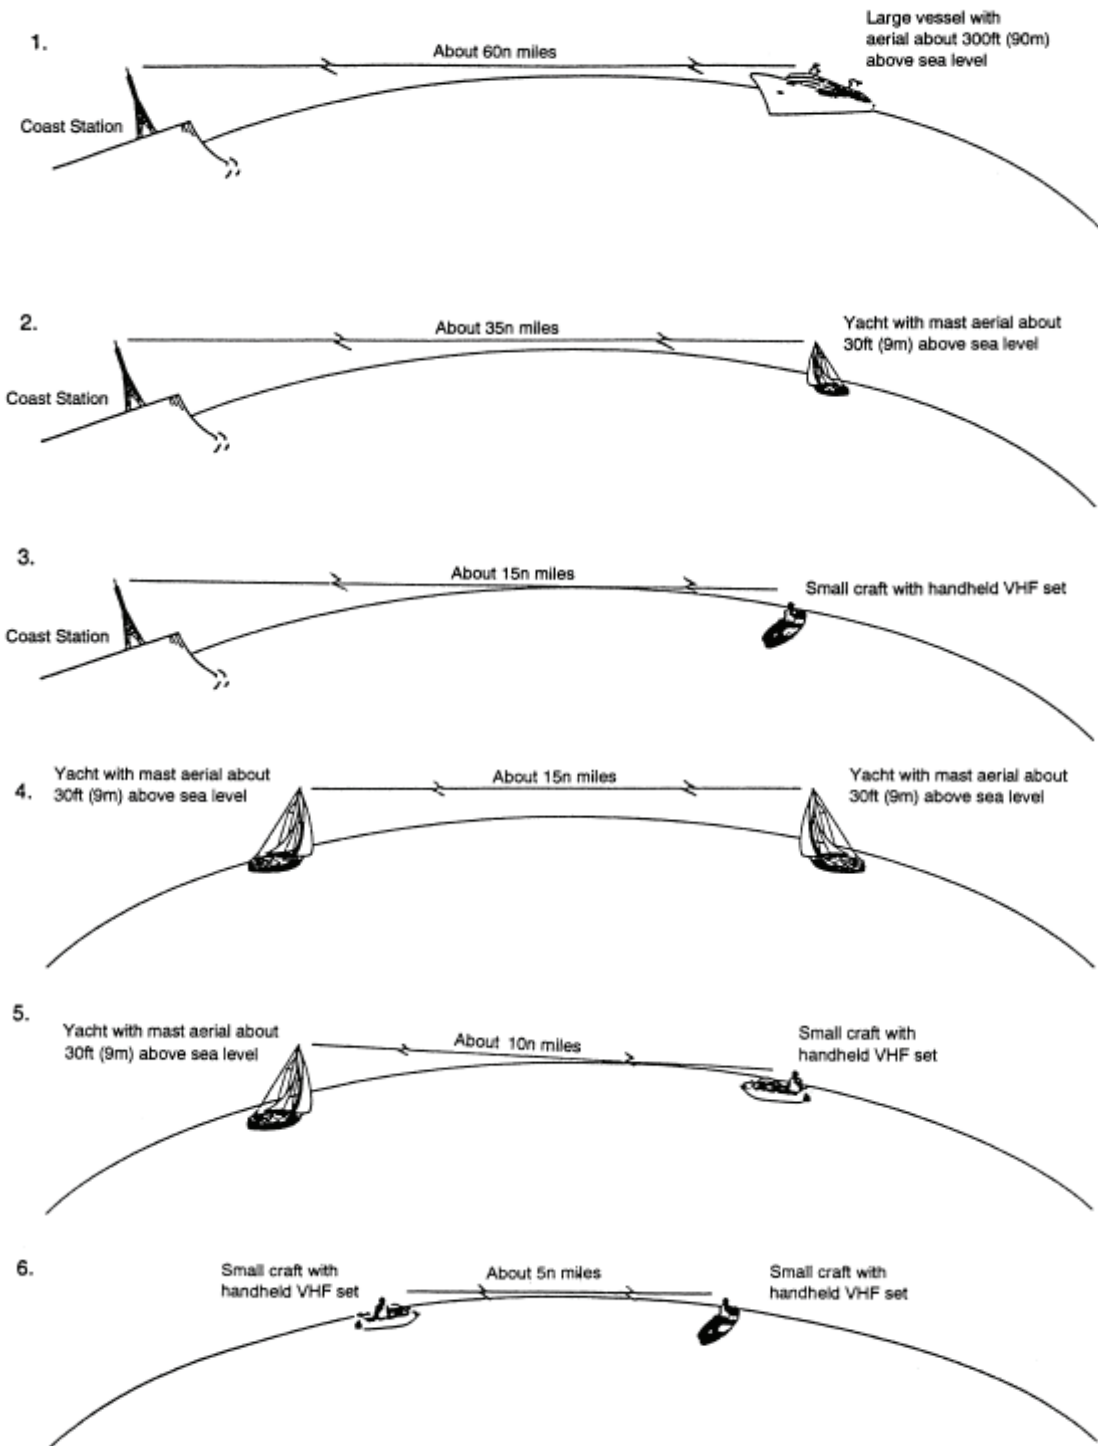 1.
About 60n miles
Large vessel with
aerial about 300ft (90m)
above sea level
Coast Station
2.
About 35n miles
Yacht with mast aerial about
30ft (9m) above sea level
Coast Station
3.
About 15n miles
Small craft with handheld VHF set
Coast Station
4.
Yacht with mast aerial about
30ft (9m) above sea level
About 15n miles
Yacht with mast aerial about
30ft (9m) above sea level
5.
Yacht with mast aerial about
30ft (9m) above sea level
About 10n miles
Small craft with
handheld VHF set
6.
Small craft with
handheld VHF set
About 5n miles
Small craft with
handheld VHF set